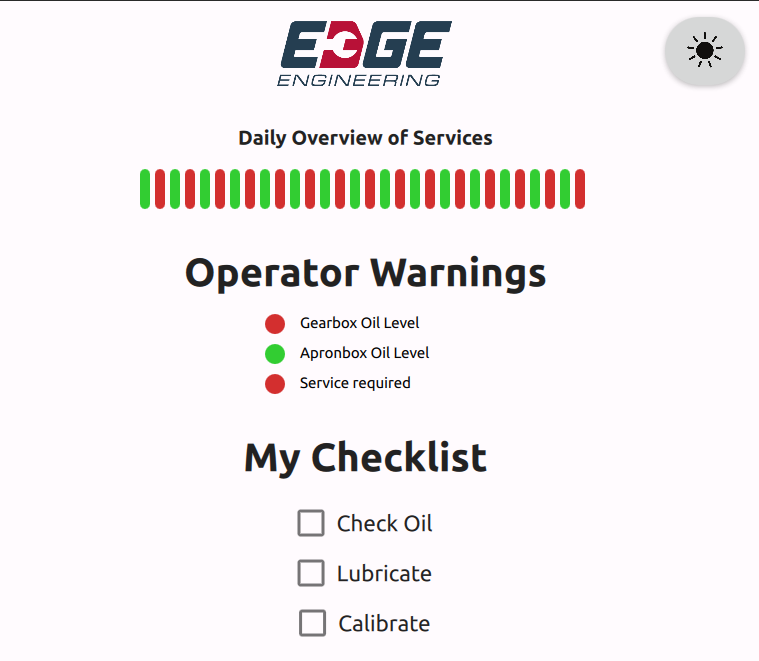 EDGE
ENGINEERING
Daily Overview of Services
Operator Warnings
Gearbox Oil Level
Apronbox Oil Level
Service required
My Checklist
Check Oil
Lubricate
Calibrate